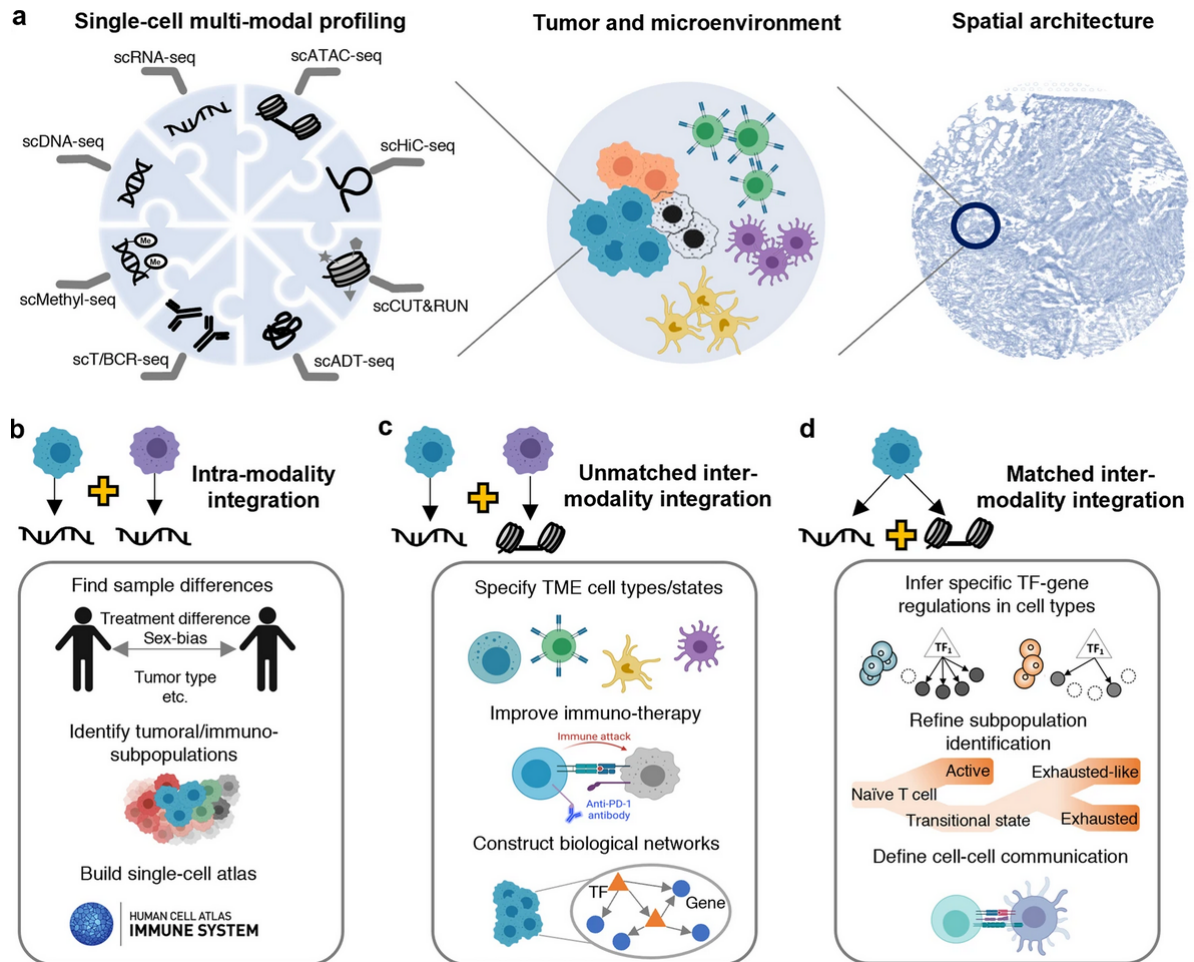 a
Single-cell multi-modal profiling
Tumor and microenvironment
Spatial architecture
scRNA-seq
scATAC-seq
scDNA-seq
scHiC-seq
Me
Me
scMethyl-seq
scCUT&RUN
scT/BCR-seq
scADT-seq
b
Intra-modality
integration
Find sample differences
Treatment difference
Sex-bias
Tumor type
etc.
Identify tumoral/immuno-
subpopulations
Build single-cell atlas
HUMAN CELL ATLAS
IMMUNE SYSTEM
c
Unmatched inter-
modality integration
Specify TME cell types/states
Improve immuno-therapy
Immune attack
Anti-PD-1
antibody
Construct biological networks
TF
Gene
d
Matched inter-
modality integration
Infer specific TF-gene
regulations in cell types
TF₁
TF₁
Refine subpopulation
identification
Active
Exhausted-like
Naïve T cell
Transitional state
Exhausted
Define cell-cell communication